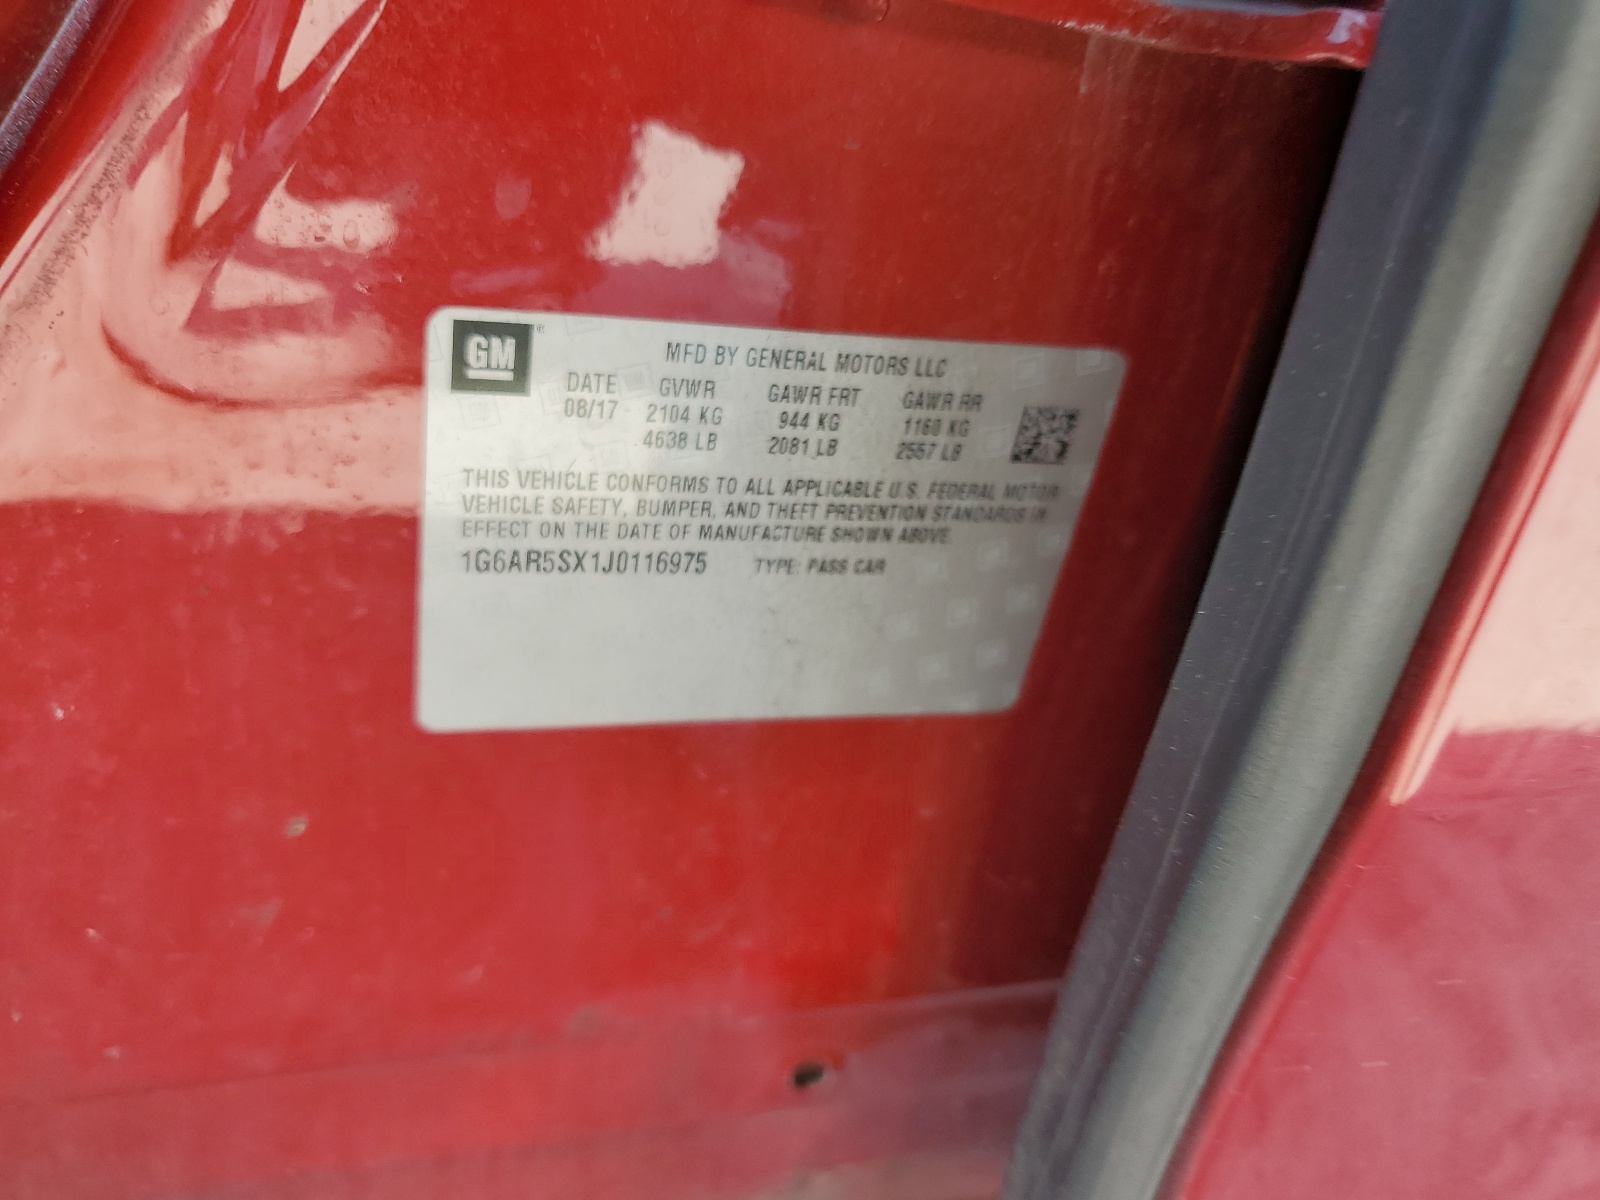 GM
MFD BY GENERAL MOTORS LLC
DATE GVWR GAWR FRT GAWR RR
08/17 2104 KG 944 KG 1160 KG
4638 LB 2081 LB 2557 LB
THIS VEHICLE CONFORMS TO ALL APPLICABLE U.S. FEDERAL MOTOR
VEHICLE SAFETY, BUMPER, AND THEFT PREVENTION STANDARDS IN
EFFECT ON THE DATE OF MANUFACTURE SHOWN ABOVE.
1G6AR5SX1J0116975 TYPE: PASS CAR